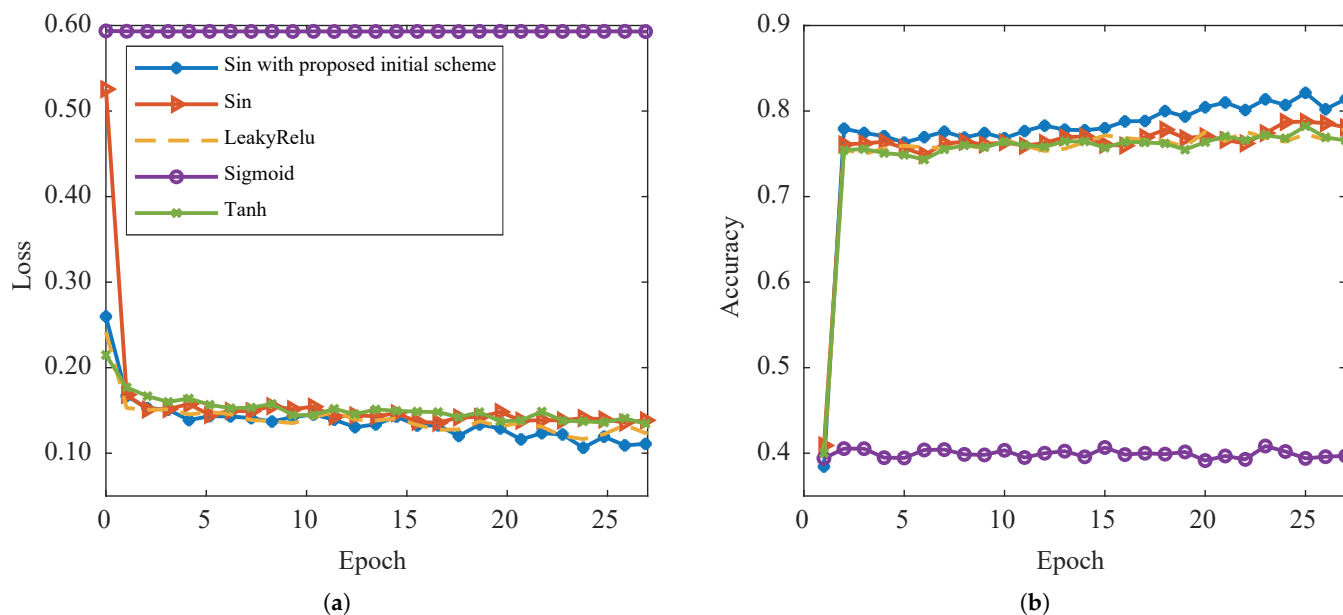 0.60
0.50
0.40
0.30
0.20
0.10
Loss
0
5
10
15
20
25
Epoch
Sin with proposed initial scheme
Sin
LeakyRelu
Sigmoid
Tanh
(a)
0.9
0.8
0.7
0.6
0.5
0.4
Accuracy
0
5
10
15
20
25
Epoch
(b)